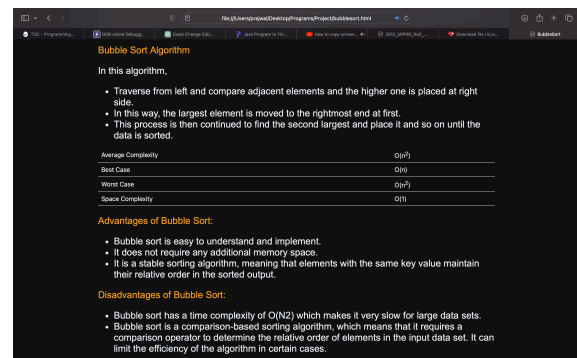 file:///Users/prajwal/Desktop/Programs/Project/bubblesort.html
TOC - Programming...
GDB online Debugg...
Exact Change Calc...
Java Program to Fin...
How to copy screen...
Download file | iLov...
BubbleSort
Bubble Sort Algorithm
In this algorithm,
• Traverse from left and compare adjacent elements and the higher one is placed at right
side.
• In this way, the largest element is moved to the rightmost end at first.
• This process is then continued to find the second largest and place it and so on until the
data is sorted.
Average Complexity O(n²)
Best Case O(n)
Worst Case O(n²)
Space Complexity O(1)
Advantages of Bubble Sort:
• Bubble sort is easy to understand and implement.
• It does not require any additional memory space.
• It is a stable sorting algorithm, meaning that elements with the same key value maintain
their relative order in the sorted output.
Disadvantages of Bubble Sort:
• Bubble sort has a time complexity of O(N2) which makes it very slow for large data sets.
• Bubble sort is a comparison-based sorting algorithm, which means that it requires a
comparison operator to determine the relative order of elements in the input data set. It can
limit the efficiency of the algorithm in certain cases.